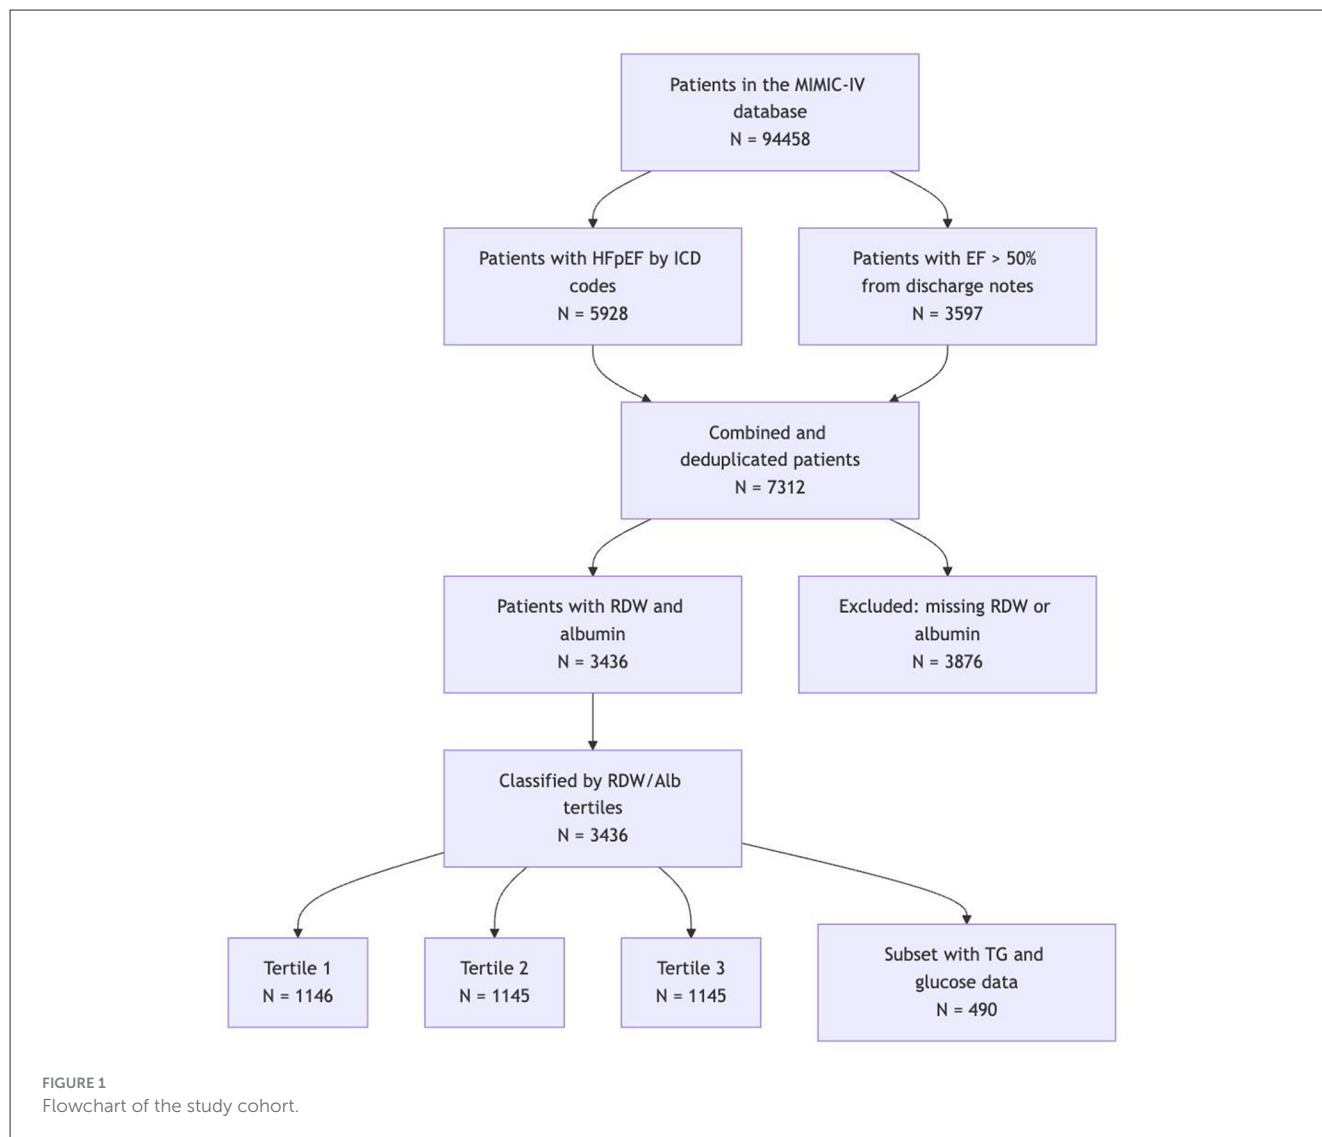 Patients in the MIMIC-IV
database
N = 94458
Patients with HFpEF by ICD
codes
N = 5928
Patients with EF > 50%
from discharge notes
N = 3597
Combined and
deduplicated patients
N = 7312
Patients with RDW and
albumin
N = 3436
Excluded: missing RDW or
albumin
N = 3876
Classified by RDW/Alb
tertiles
N = 3436
Tertile 1
N = 1146
Tertile 2
N = 1145
Tertile 3
N = 1145
Subset with TG and
glucose data
N = 490
FIGURE 1
Flowchart of the study cohort.